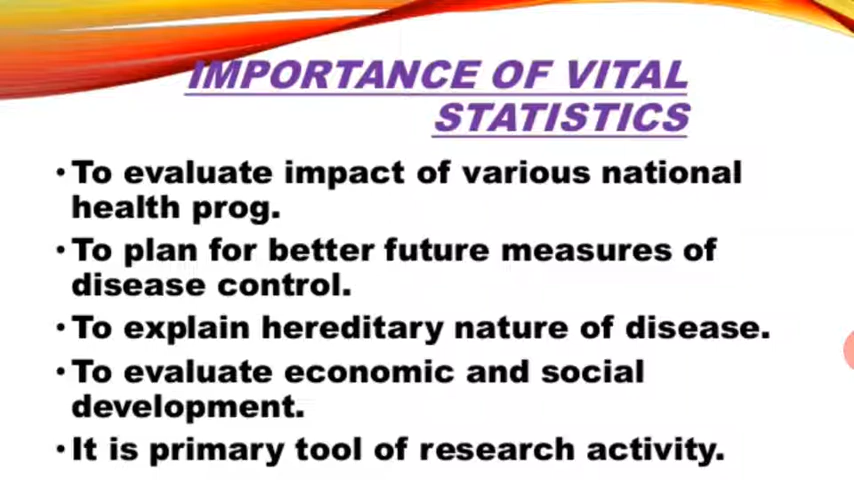 IMPORTANCE OF VITAL
STATISTICS
•To evaluate impact of various national
health prog.
•To plan for better future measures of
disease control.
•To explain hereditary nature of disease.
•To evaluate economic and social
development.
•It is primary tool of research activity.